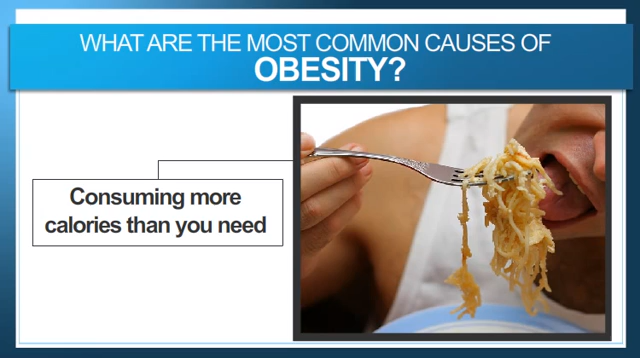 WHAT ARE THE MOST COMMON CAUSES OF
OBESITY?
Consuming more
calories than you need